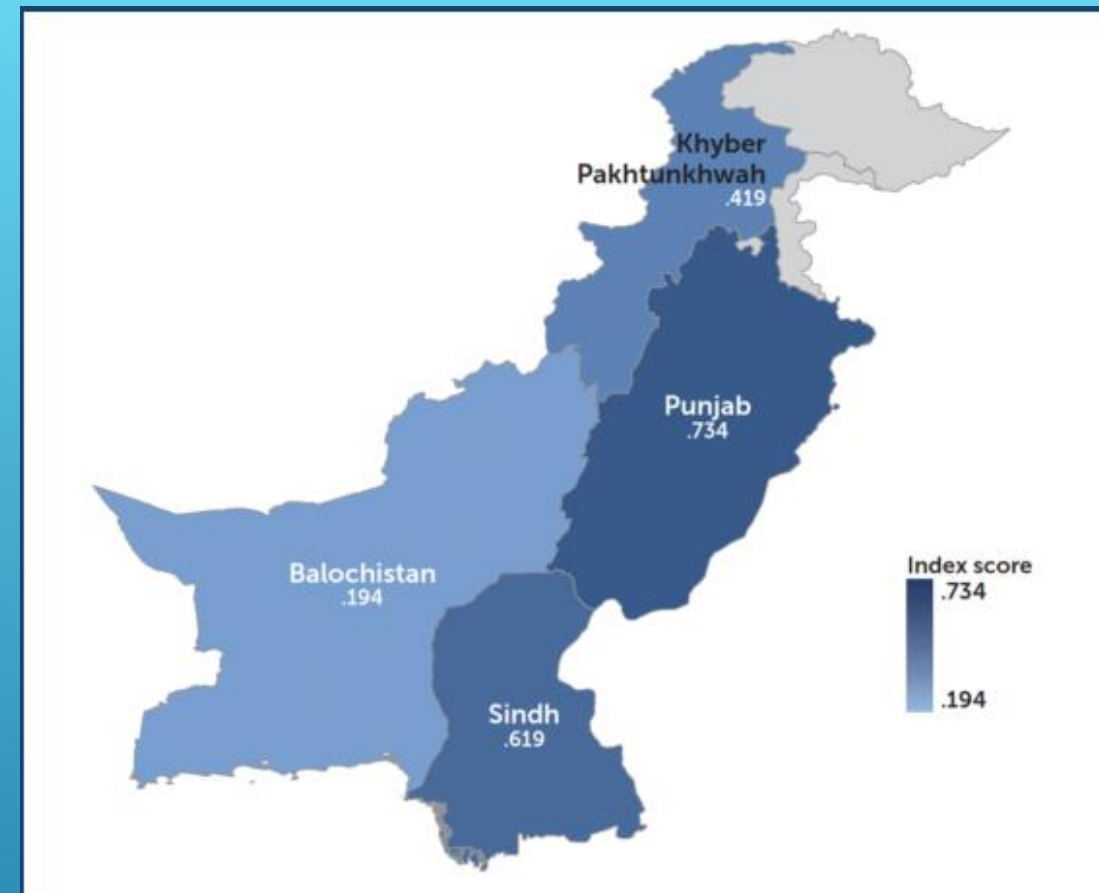 Khyber
Pakhtunkhwah
.419
Punjab
.734
Balochistan
.194
Sindh
.619
Index score
.734
.194